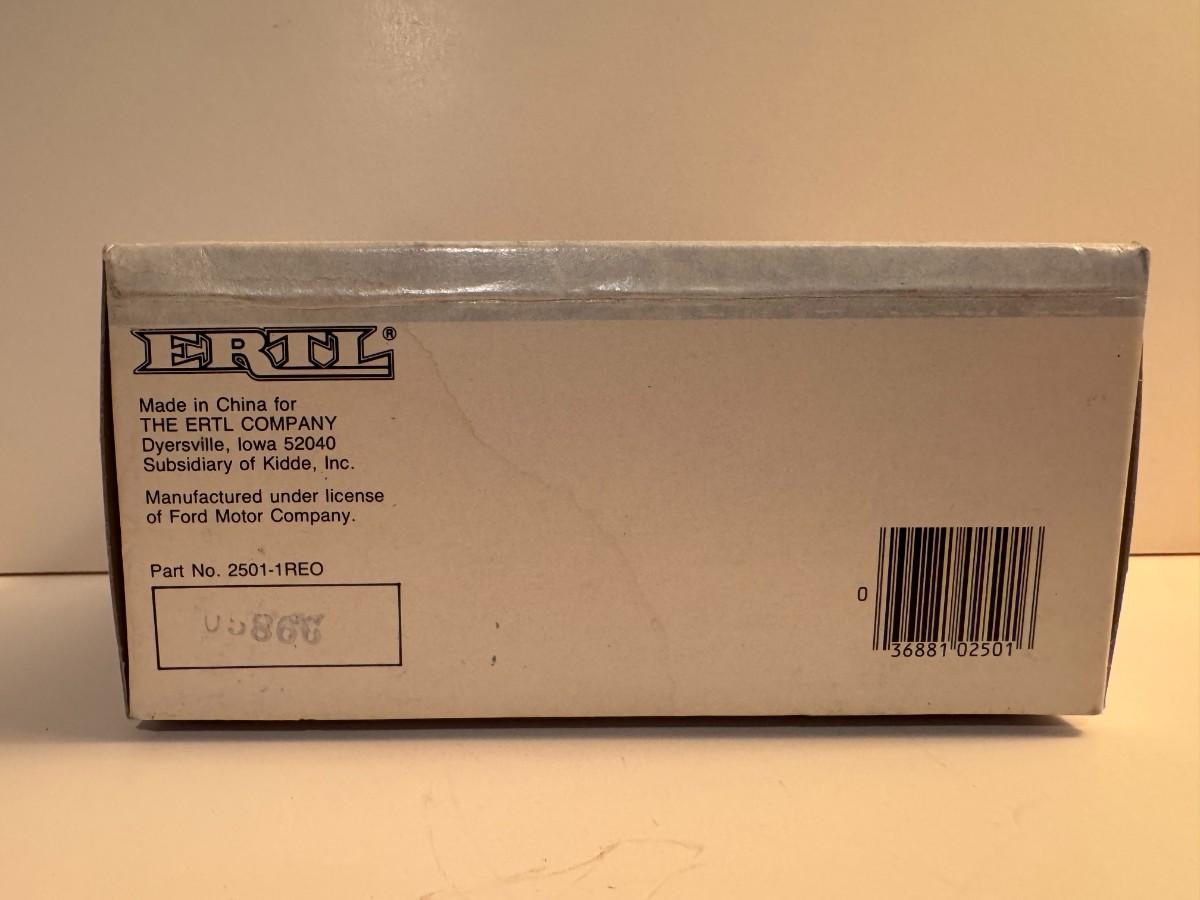 ERTL®
Made in China for
THE ERTL COMPANY
Dyersville, Iowa 52040
Subsidiary of Kidde, Inc.
Manufactured under license
of Ford Motor Company.
Part No. 2501-1REO
0 36881 02501